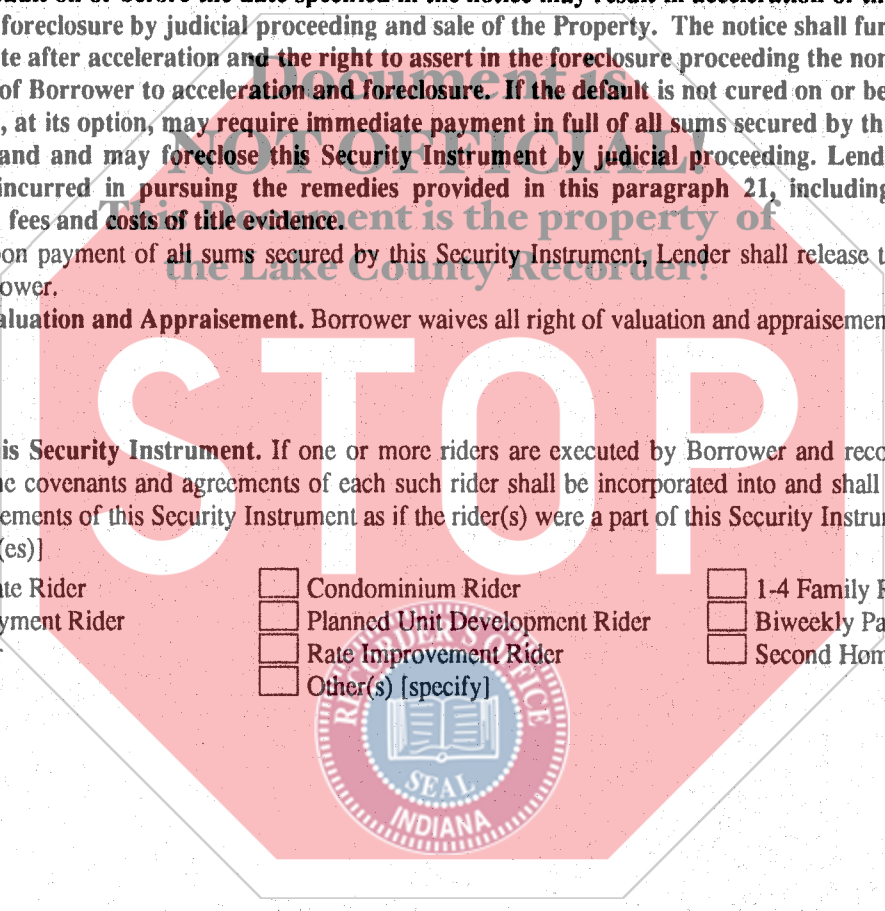 foreclosure by judicial proceeding and sale of the Property. The notice shall fur
te after acceleration and the right to assert in the foreclosure proceeding the non
of Borrower to acceleration and foreclosure. If the default is not cured on or be
, at its option, may require immediate payment in full of all sums secured by th
and and may foreclose this Security Instrument by judicial proceeding. Lend
incurred in pursuing the remedies provided in this paragraph 21, including
fees and costs of title evidence.
on payment of all sums secured by this Security Instrument, Lender shall release t
ower.
aluation and Appraisement. Borrower waives all right of valuation and appraisemen
is Security Instrument. If one or more riders are executed by Borrower and reco
e covenants and agreements of each such rider shall be incorporated into and shall
ements of this Security Instrument as if the rider(s) were a part of this Security Instrum
(es)]
te Rider Condominium Rider 1-4 Family R
yment Rider Planned Unit Development Rider Biweekly Pa
Rate Improvement Rider Second Hom
Other(s) [specify]
Document is
NOT OFFICIAL!
This Document is the property of
the Lake County Recorder!
STOP
RECORDER'S OFFICE
SEAL
INDIANA